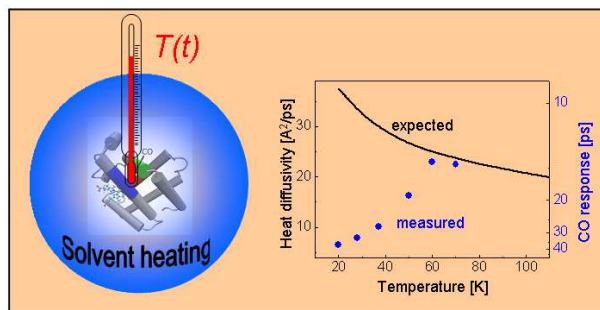 T(t)
CO
Solvent heating
Heat diffusivity [A²/ps]
30
20
10
expected
measured
10
20
30
40
CO response [ps]
20 40 60 80 100
Temperature [K]